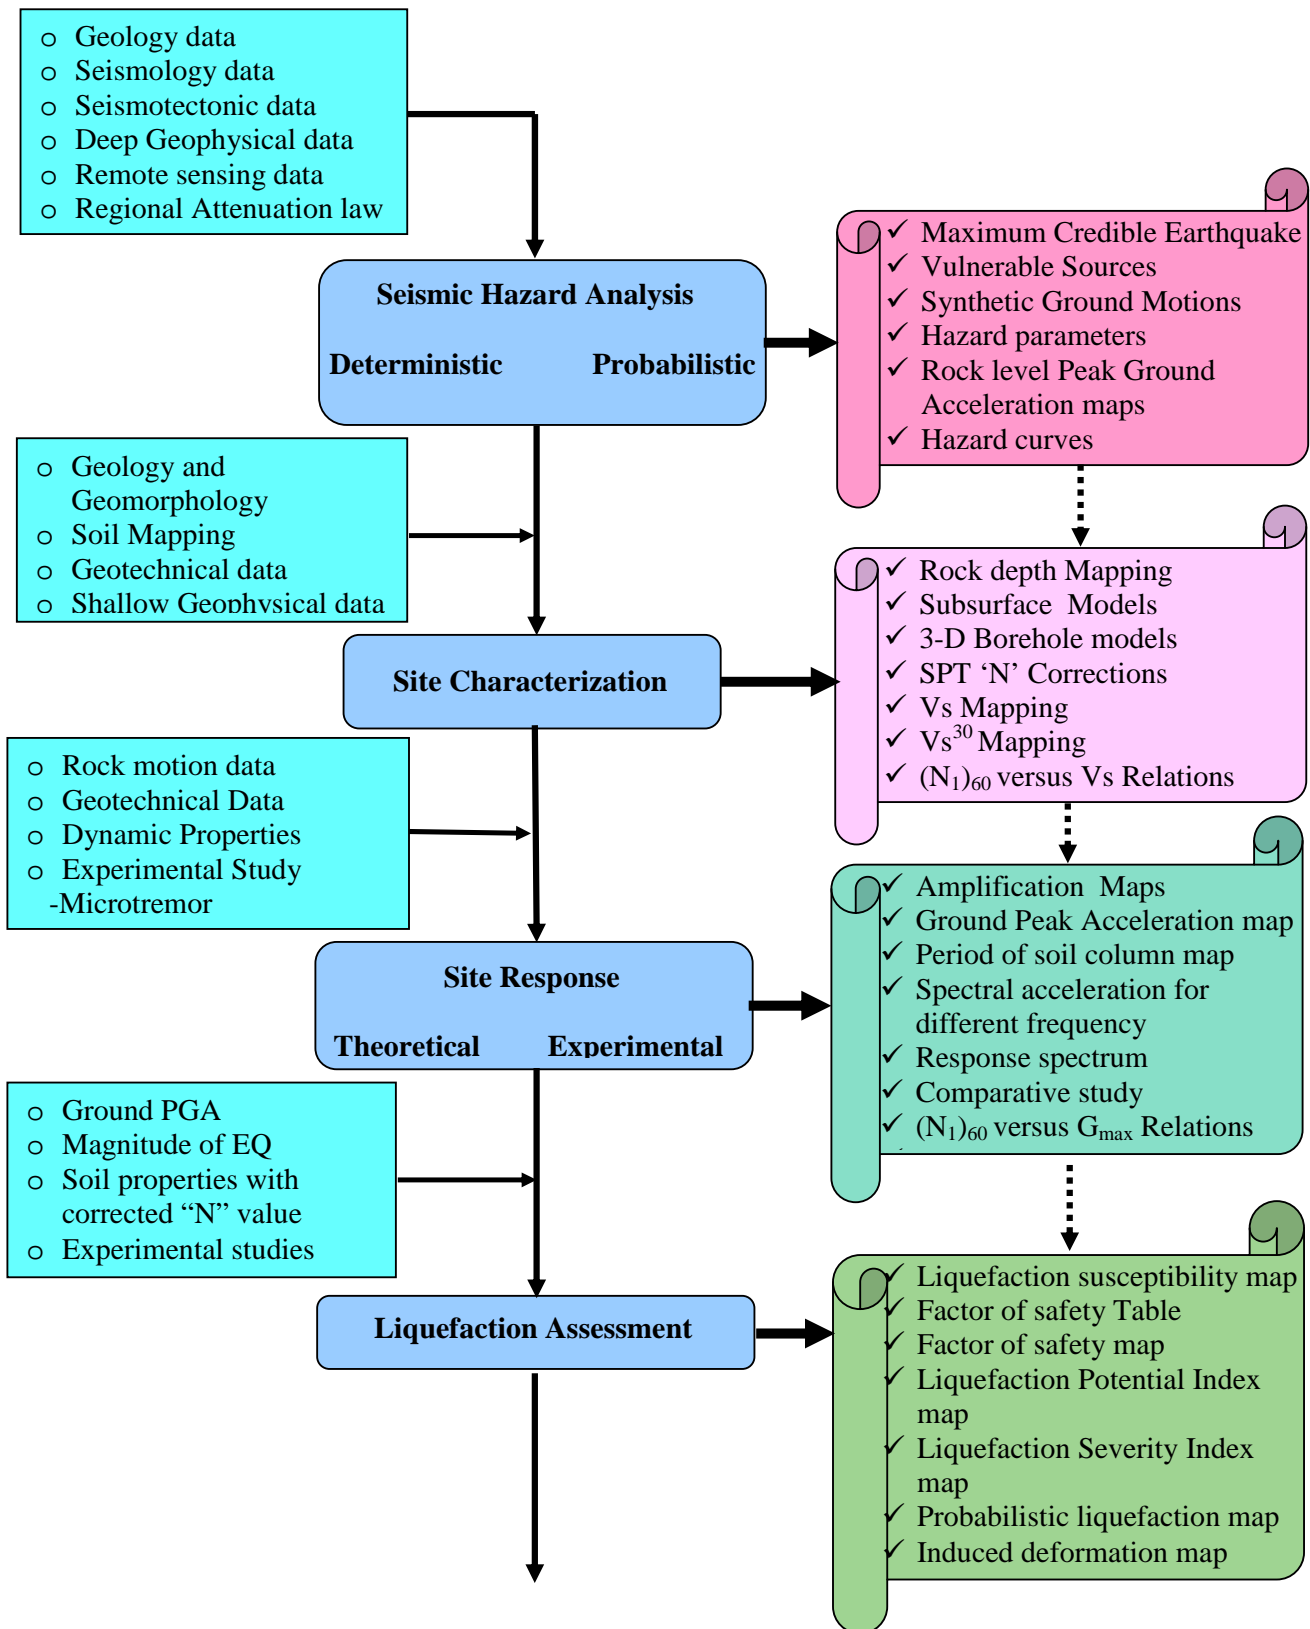 o Geology data
o Seismology data
o Seismotectonic data
o Deep Geophysical data
o Remote sensing data
o Regional Attenuation law
Seismic Hazard Analysis
Deterministic Probabilistic
✓ Maximum Credible Earthquake
✓ Vulnerable Sources
✓ Synthetic Ground Motions
✓ Hazard parameters
✓ Rock level Peak Ground
Acceleration maps
✓ Hazard curves
o Geology and
Geomorphology
o Soil Mapping
o Geotechnical data
o Shallow Geophysical data
Site Characterization
✓ Rock depth Mapping
✓ Subsurface Models
✓ 3-D Borehole models
✓ SPT ‘N’ Corrections
✓ Vs Mapping
✓ Vs³⁰ Mapping
✓ (N₁)₆₀ versus Vs Relations
o Rock motion data
o Geotechnical Data
o Dynamic Properties
o Experimental Study
-Microtremor
Site Response
Theoretical Experimental
✓ Amplification Maps
✓ Ground Peak Acceleration map
✓ Period of soil column map
✓ Spectral acceleration for
different frequency
✓ Response spectrum
✓ Comparative study
✓ (N₁)₆₀ versus Gₘₐₓ Relations
o Ground PGA
o Magnitude of EQ
o Soil properties with
corrected “N” value
o Experimental studies
Liquefaction Assessment
✓ Liquefaction susceptibility map
✓ Factor of safety Table
✓ Factor of safety map
✓ Liquefaction Potential Index
map
✓ Liquefaction Severity Index
map
✓ Probabilistic liquefaction map
✓ Induced deformation map